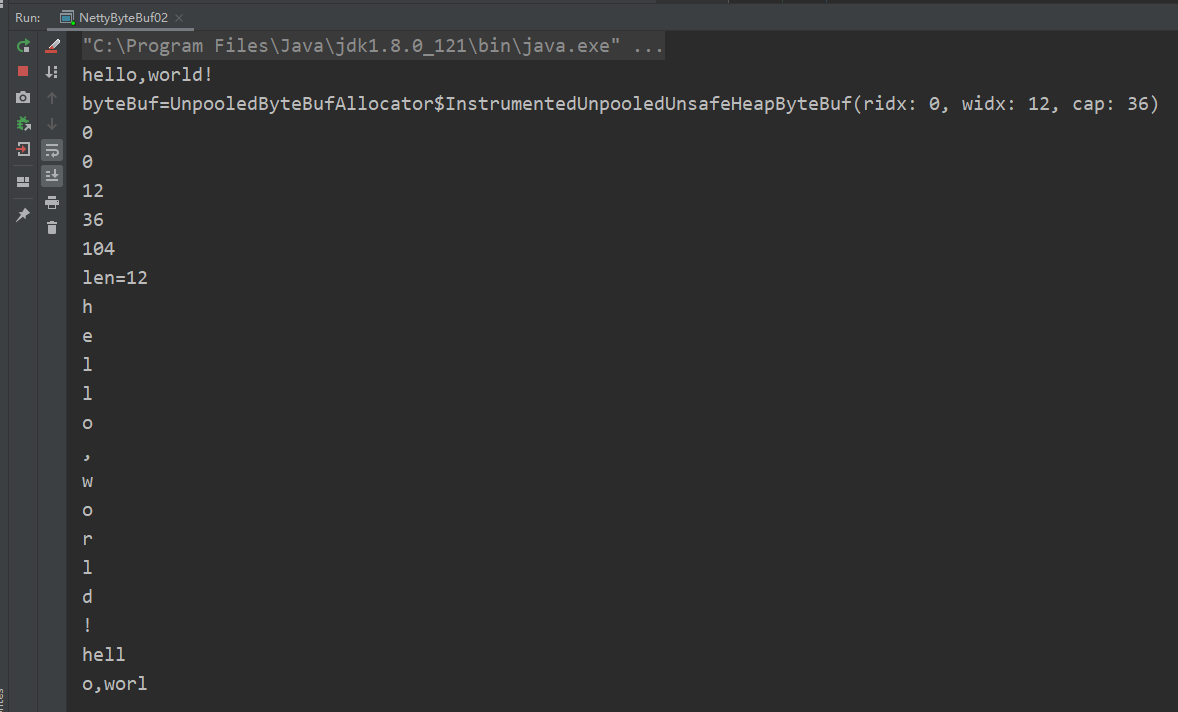 Run: NettyByteBuf02
"C:\Program Files\Java\jdk1.8.0_121\bin\java.exe" ...
hello,world!
byteBuf=UnpooledByteBufAllocator$InstrumentedUnpooledUnsafeHeapByteBuf(ridx: 0, widx: 12, cap: 36)
0
0
12
36
104
len=12
h
e
l
l
o
,
w
o
r
l
d
!
hell
o,worl